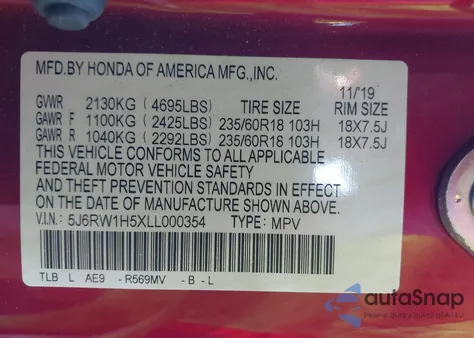 MFD.BY HONDA OF AMERICA MFG.,INC.
11/19
GVWR 2130KG (4695LBS) TIRE SIZE RIM SIZE
GAWR F 1100KG (2425LBS) 235/60R18 103H 18X7.5J
GAWR R 1040KG (2292LBS) 235/60R18 103H 18X7.5J
THIS VEHICLE CONFORMS TO ALL APPLICABLE
FEDERAL MOTOR VEHICLE SAFETY
AND THEFT PREVENTION STANDARDS IN EFFECT
ON THE DATE OF MANUFACTURE SHOWN ABOVE.
V.I.N.: 5J6RW1H5XLL000354 TYPE: MPV
TLB L AE9 - R569MV - B - L
autoSnap